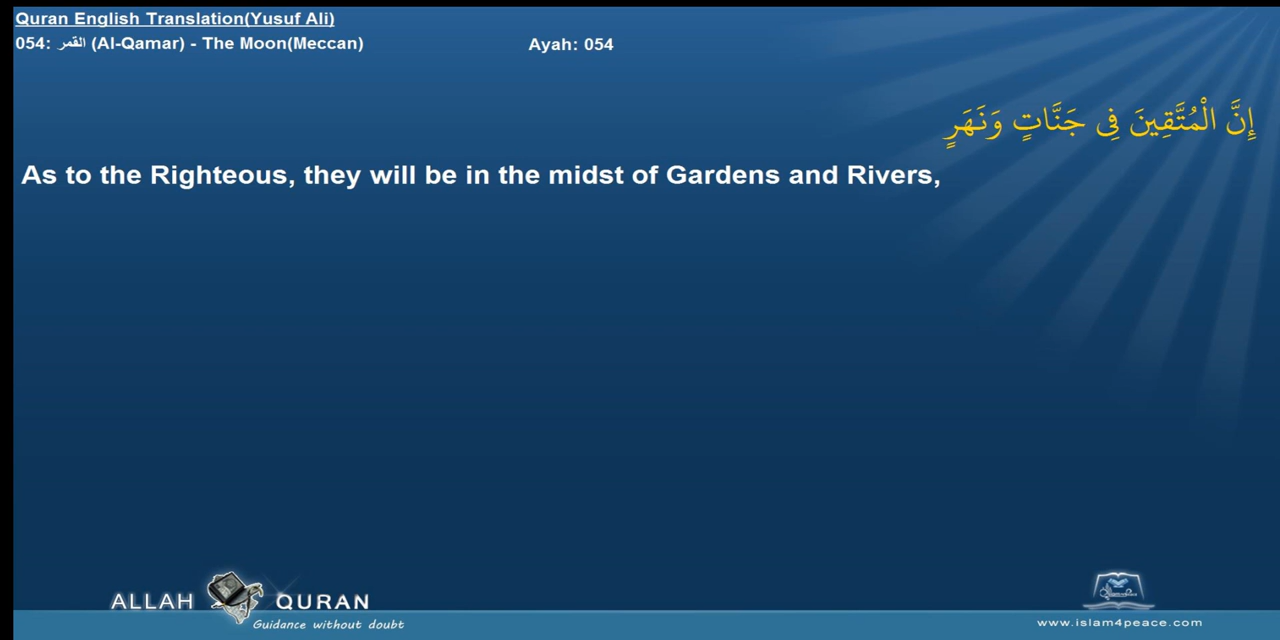 Quran English Translation(Yusuf Ali)
054: القمر (Al-Qamar) - The Moon(Meccan) Ayah: 054
إِنَّ الْمُتَّقِينَ فِي جَنَّاتٍ وَنَهَرٍ
As to the Righteous, they will be in the midst of Gardens and Rivers,
ALLAH QURAN
Guidance without doubt
www.islam4peace.com